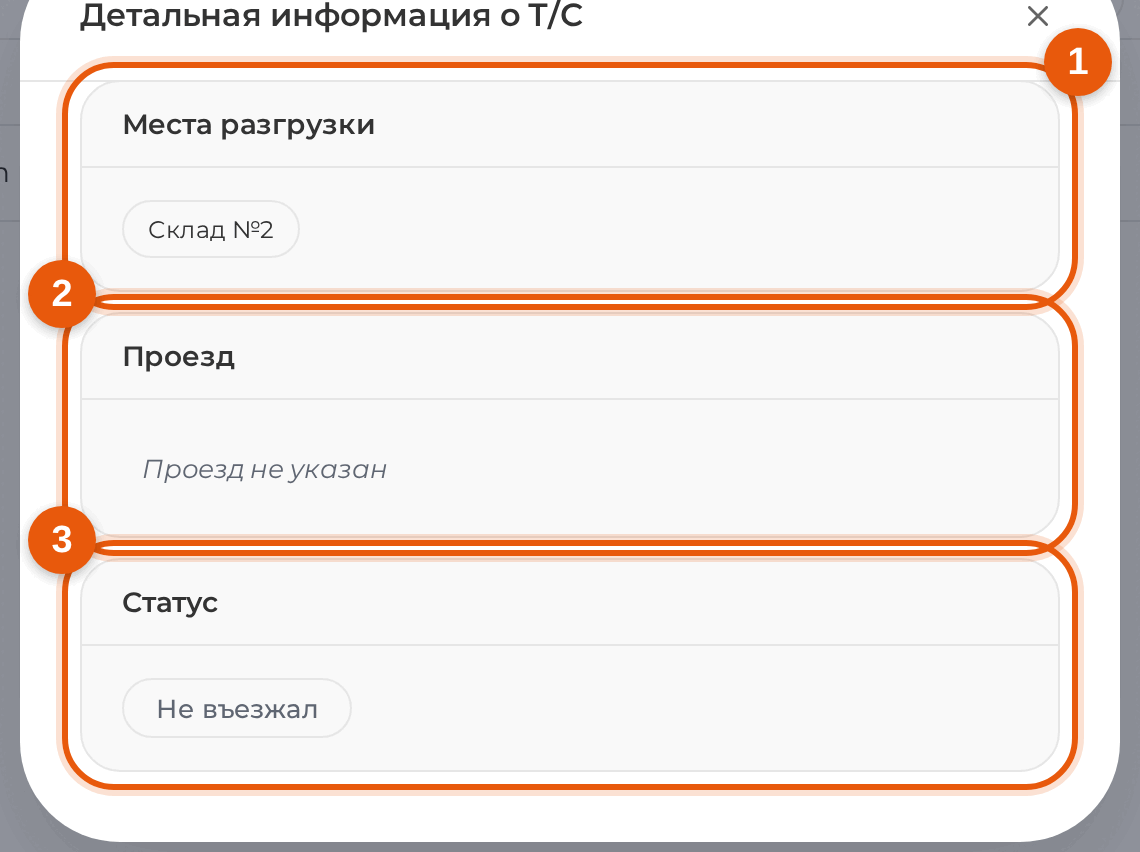 Детальная информация о Т/С
1
Места разгрузки
Склад №2
2
Проезд
Проезд не указан
3
Статус
Не въезжал